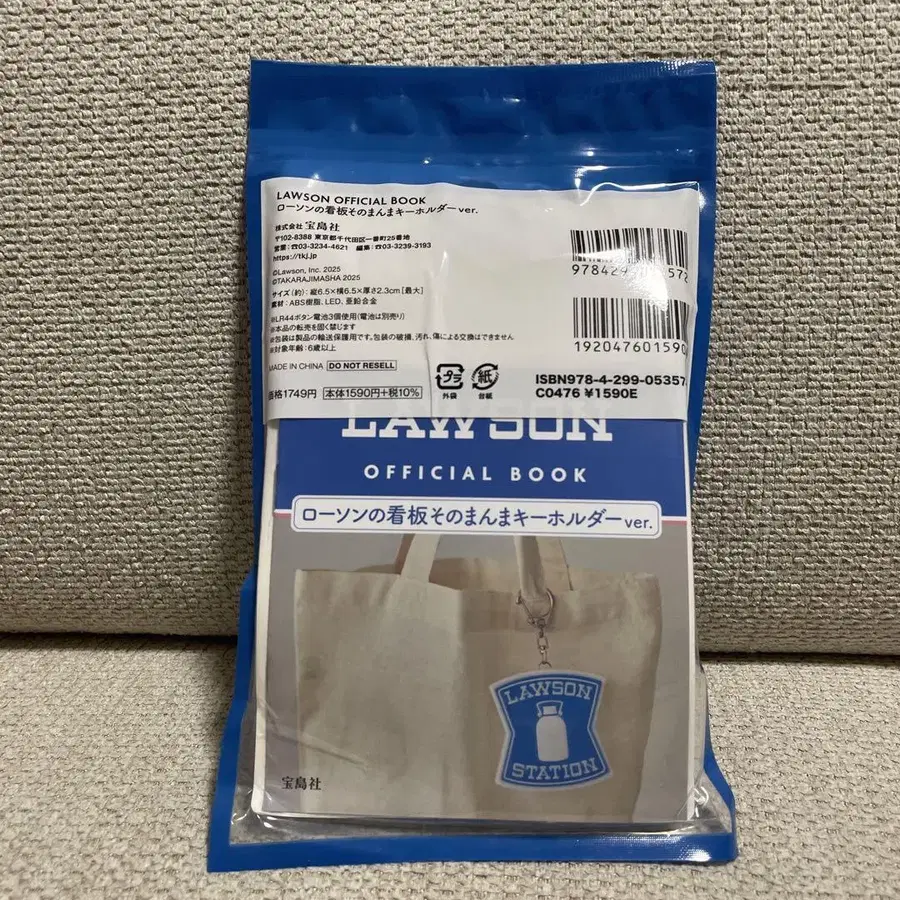 LAWSON OFFICIAL BOOK
ローソンの看板そのまんまキーホルダー ver.
株式会社 宝島社
〒102-8388 東京都千代田区一番町25番地
営業：☎03-3234-4621 編集：☎03-3239-3193
https://tkj.jp
©Lawson, Inc. 2025
©TAKARAJIMASHA 2025
サイズ(約)：縦6.5×横6.5×厚さ2.3cm[最大]
素材：ABS樹脂、LED、亜鉛合金
※LR44ボタン電池3個使用(電池は別売り)
※本品の転売を固く禁じます
※包装は製品の輸送保護用です。包装の破損、汚れ、傷による交換はできません
※対象年齢：6歳以上
MADE IN CHINA DO NOT RESELL
価格1749円 本体1590円+税10%
プラ 外袋
紙 台紙
192047601590
ISBN978-4-299-05357
C0476 ¥1590E
LAWSON
OFFICIAL BOOK
ローソンの看板そのまんまキーホルダー ver.
LAWSON
STATION
宝島社